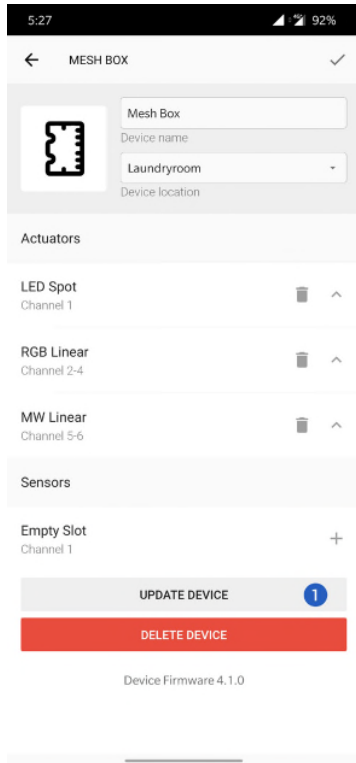 5:27
4G 92%
MESH BOX
Mesh Box
Device name
Laundryroom
Device location
Actuators
LED Spot
Channel 1
RGB Linear
Channel 2-4
MW Linear
Channel 5-6
Sensors
Empty Slot
Channel 1
UPDATE DEVICE 1
DELETE DEVICE
Device Firmware 4.1.0